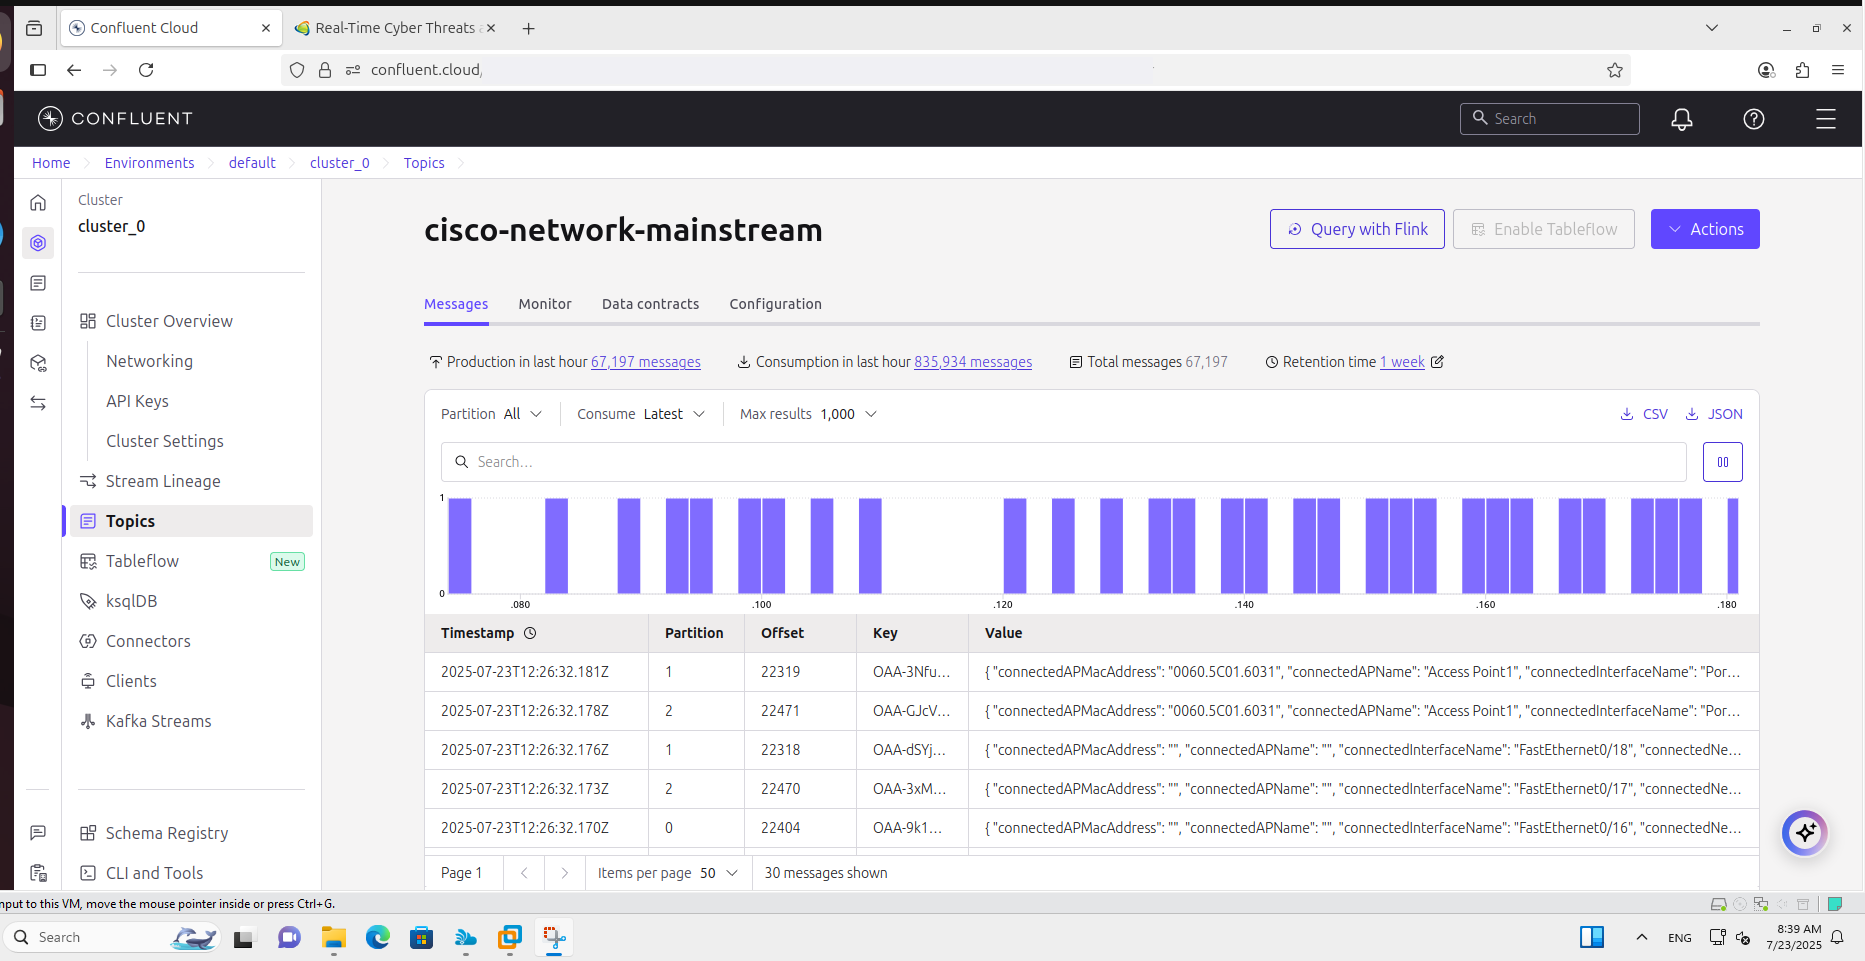 Confluent Cloud
Real-Time Cyber Threats
confluent.cloud
CONFLUENT
Search
Home
Environments
default
cluster_0
Topics
Cluster
cluster_0
Cluster Overview
Networking
API Keys
Cluster Settings
Stream Lineage
Topics
Tableflow New
ksqlDB
Connectors
Clients
Kafka Streams
Schema Registry
CLI and Tools
cisco-network-mainstream
Query with Flink
Enable Tableflow
Actions
Messages
Monitor
Data contracts
Configuration
Production in last hour 67,197 messages
Consumption in last hour 835,934 messages
Total messages 67,197
Retention time 1 week
Partition All
Consume Latest
Max results 1,000
CSV
JSON
Search...
1
0
.080 .100 .120 .140 .160 .180
Timestamp Partition Offset Key Value
2025-07-23T12:26:32.181Z 1 22319 OAA-3Nfu... { "connectedAPMacAddress": "0060.5C01.6031", "connectedAPName": "Access Point1", "connectedInterfaceName": "Por...
2025-07-23T12:26:32.178Z 2 22471 OAA-GJcV... { "connectedAPMacAddress": "0060.5C01.6031", "connectedAPName": "Access Point1", "connectedInterfaceName": "Por...
2025-07-23T12:26:32.176Z 1 22318 OAA-dSYj... { "connectedAPMacAddress": "", "connectedAPName": "", "connectedInterfaceName": "FastEthernet0/18", "connectedNe...
2025-07-23T12:26:32.173Z 2 22470 OAA-3xM... { "connectedAPMacAddress": "", "connectedAPName": "", "connectedInterfaceName": "FastEthernet0/17", "connectedNe...
2025-07-23T12:26:32.170Z 0 22404 OAA-9k1... { "connectedAPMacAddress": "", "connectedAPName": "", "connectedInterfaceName": "FastEthernet0/16", "connectedNe...
Page 1
Items per page 50
30 messages shown
nput to this VM, move the mouse pointer inside or press Ctrl+G.
Search
ENG
8:39 AM
7/23/2025